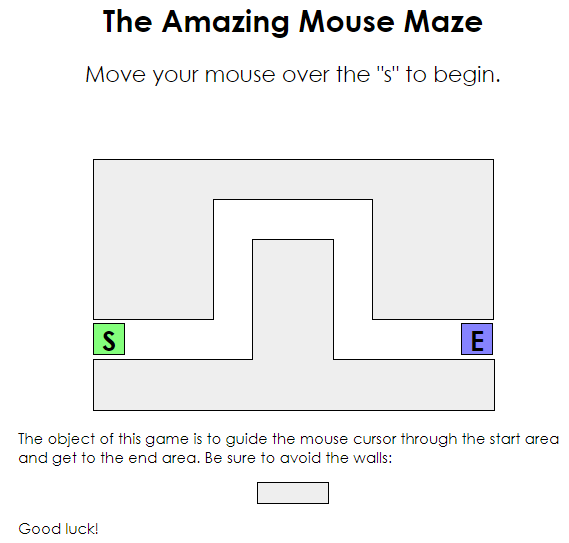 The Amazing Mouse Maze
Move your mouse over the "s" to begin.
S
E
The object of this game is to guide the mouse cursor through the start area
and get to the end area. Be sure to avoid the walls:
Good luck!